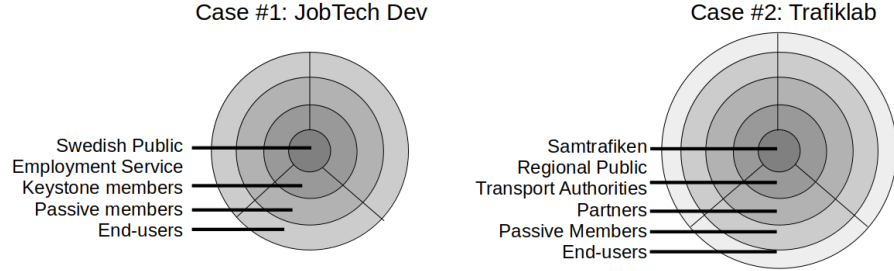 Case #1: JobTech Dev
Swedish Public
Employment Service
Keystone members
Passive members
End-users
Case #2: Trafiklab
Samtrafiken
Regional Public
Transport Authorities
Partners
Passive Members
End-users